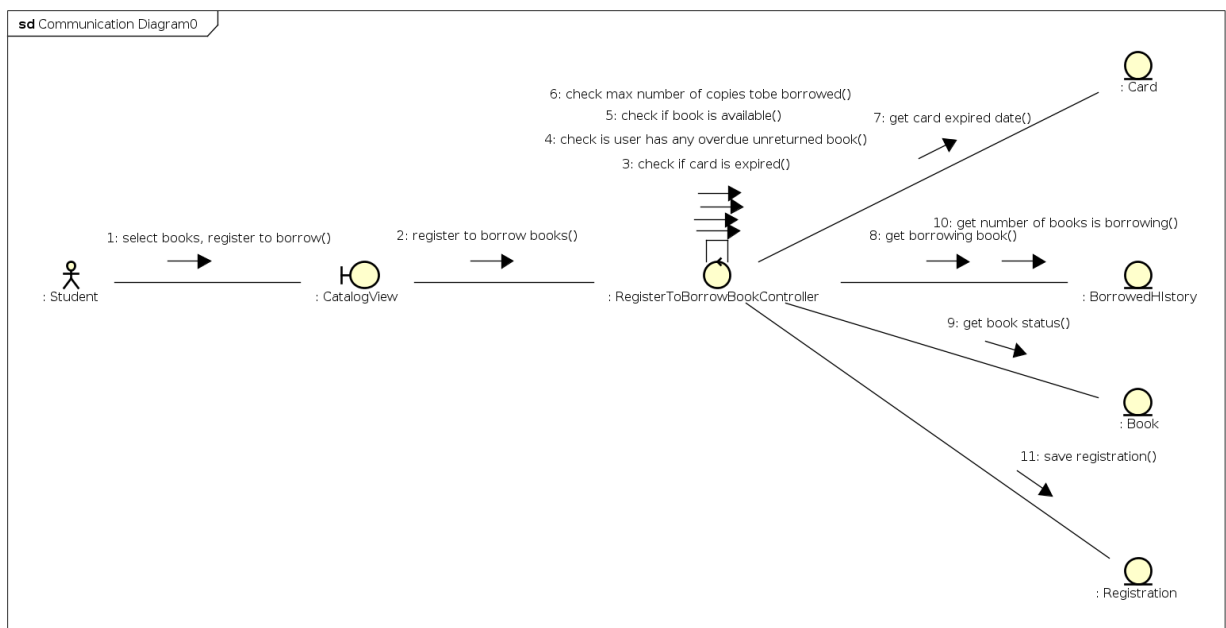 sd Communication Diagram0
: Card
6: check max number of copies tobe borrowed()
5: check if book is available()
7: get card expired date()
4: check is user has any overdue unreturned book()
3: check if card is expired()
10: get number of books is borrowing()
1: select books, register to borrow()
2: register to borrow books()
8: get borrowing book()
: Student
: CatalogView
: RegisterToBorrowBookController
: BorrowedHIstory
9: get book status()
: Book
11: save registration()
: Registration